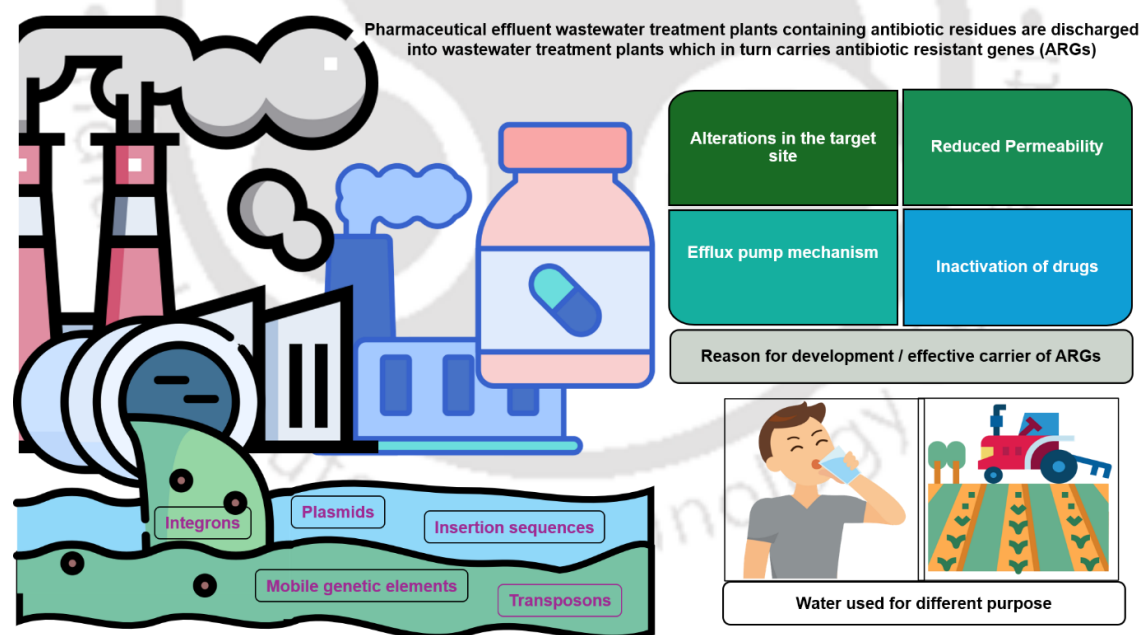 Pharmaceutical effluent wastewater treatment plants containing antibiotic residues are discharged
into wastewater treatment plants which in turn carries antibiotic resistant genes (ARGs)
Alterations in the target
site
Reduced Permeability
Efflux pump mechanism
Inactivation of drugs
Reason for development / effective carrier of ARGs
Integrons
Plasmids
Insertion sequences
Mobile genetic elements
Transposons
Water used for different purpose